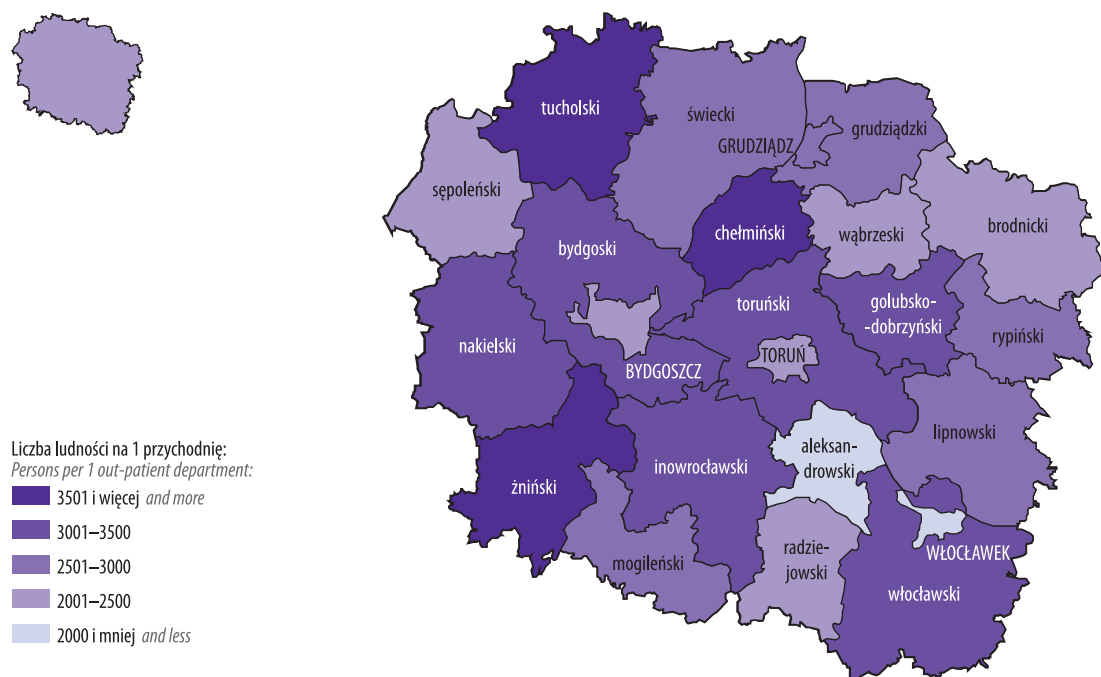 tucholski
świecki
GRUDZIĄDZ
grudziądzki
sępoleński
chełmiński
wąbrzeski
brodnicki
bydgoski
toruński
golubsko-
-dobrzyński
rypiński
nakielski
BYDGOSZCZ
TORUŃ
lipnowski
aleksan-
drowski
inowrocławski
żniński
mogileński
radzie-
jowski
WŁOCŁAWEK
włocławski
Liczba ludności na 1 przychodnię:
Persons per 1 out-patient department:
3501 i więcej and more
3001–3500
2501–3000
2001–2500
2000 i mniej and less